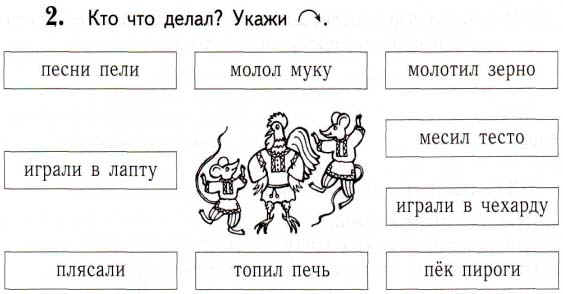 2. Кто что делал? Укажи .
песни пели
молол муку
молотил зерно
играли в лапту
месил тесто
играли в чехарду
плясали
топил печь
пёк пироги